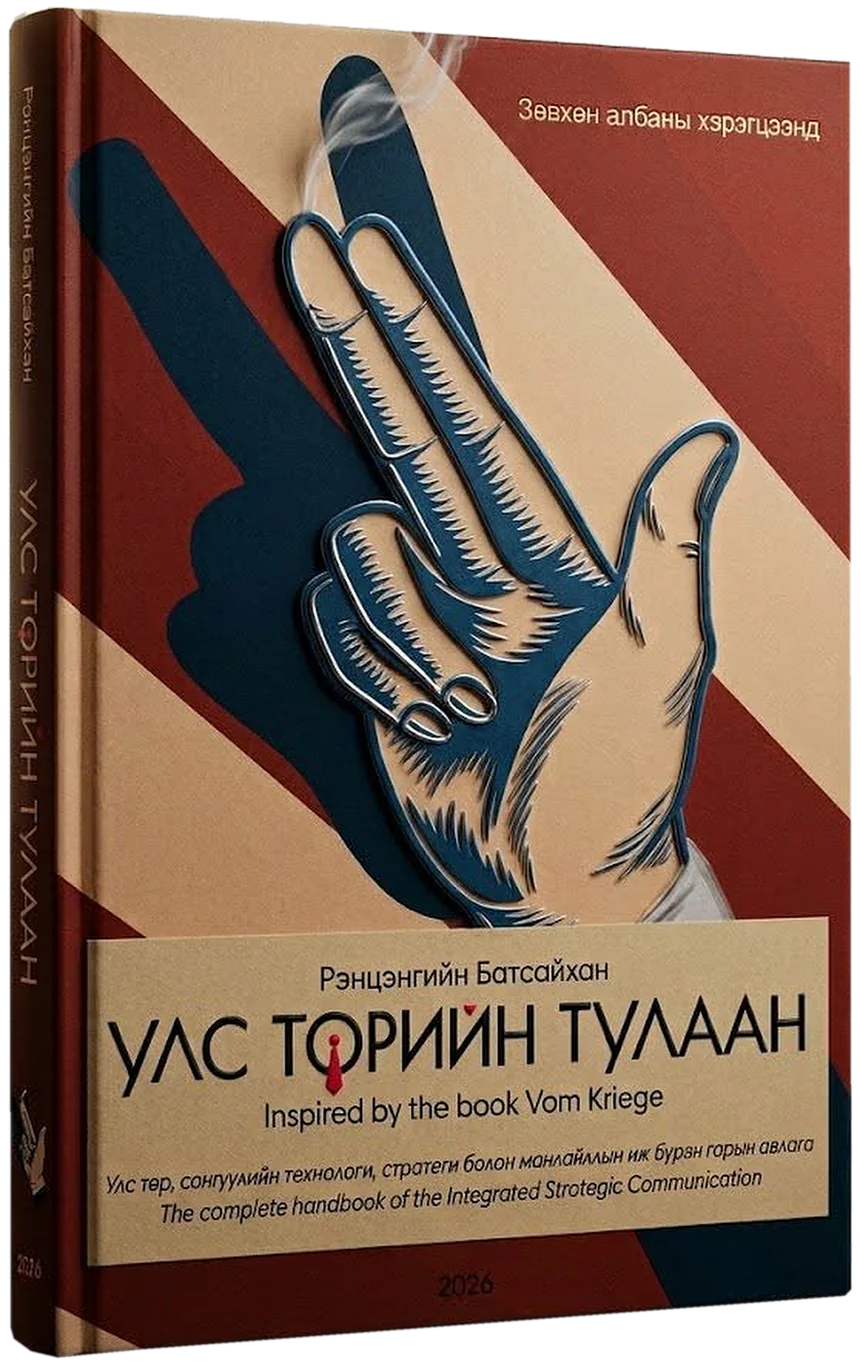 Зөвхөн албаны хэрэгцээнд
Рэнцэнгийн Батсайхан
УЛС ТӨРИЙН ТУЛААН
Inspired by the book Vom Kriege
Улс төр, сонгуулийн технологи, стратеги болон манлайллын иж бүрэн горын авлага
The complete handbook of the Integrated Strotegic Communication
2026
Рэнцэнгийн Батсайхан
УЛС ТӨРИЙН ТУЛААН
2026